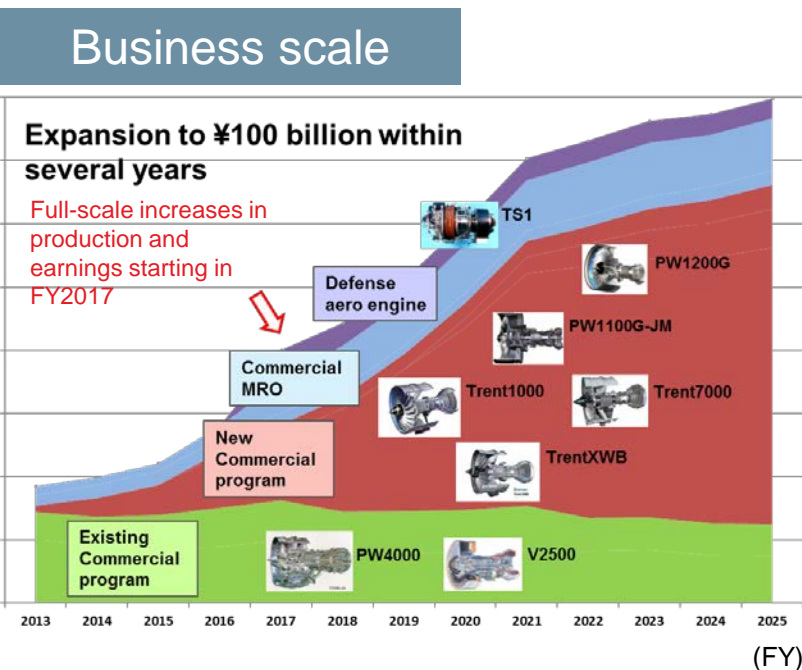 Business scale
Expansion to ¥100 billion within
several years
Full-scale increases in
production and
earnings starting in
FY2017
TS1
Defense
aero engine
PW1200G
PW1100G-JM
Commercial
MRO
Trent1000
Trent7000
New
Commercial
program
TrentXWB
Existing
Commercial
program
PW4000
V2500
2013 2014 2015 2016 2017 2018 2019 2020 2021 2022 2023 2024 2025
(FY)